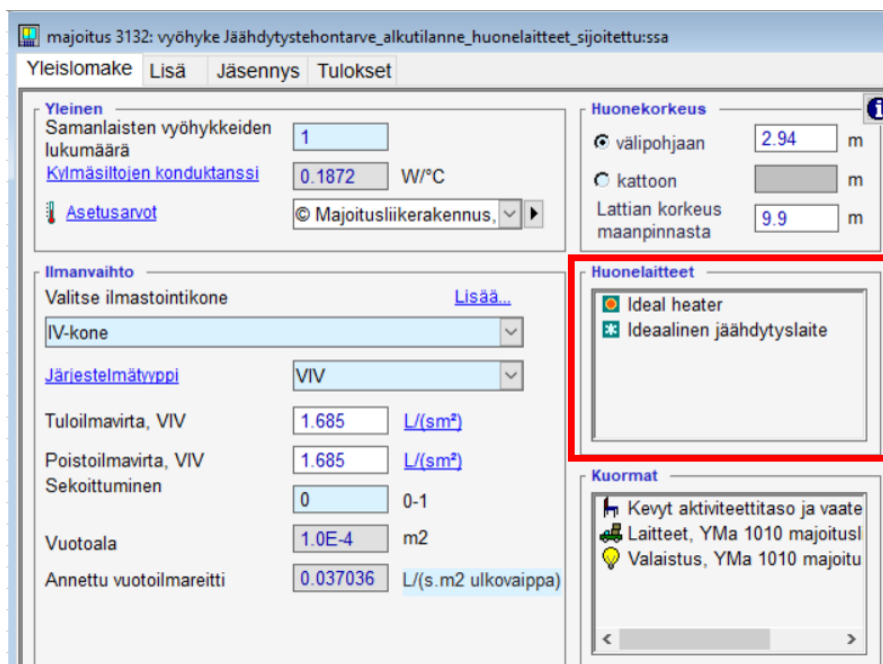 majoitus 3132: vyöhyke Jäähdytystehontarve_alkutilanne_huonelaitteet_sijoitettu:ssa
Yleislomake Lisä Jäsennys Tulokset
Yleinen
Samanlaisten vyöhykkeiden
lukumäärä
1
Kylmäsiltojen konduktanssi 0.1872 W/°C
Asetusarvot © Majoitusliikerakennus,
Huonekorkeus
välipohjaan 2.94 m
kattoon m
Lattian korkeus
maanpinnasta
9.9 m
Ilmanvaihto
Valitse ilmastointikone Lisää...
IV-kone
Järjestelmätyyppi VIV
Tuloilmavirta, VIV 1.685 L/(sm²)
Poistoilmavirta, VIV 1.685 L/(sm²)
Sekoittuminen 0 0-1
Vuotoala 1.0E-4 m2
Annettu vuotoilmareitti 0.037036 L/(s.m2 ulkovaippa)
Huonelaitteet
Ideal heater
Ideaalinen jäähdytyslaite
Kuormat
Kevyt aktiviteettitaso ja vaate
Laitteet, YMa 1010 majoitusl
Valaistus, YMa 1010 majoitu